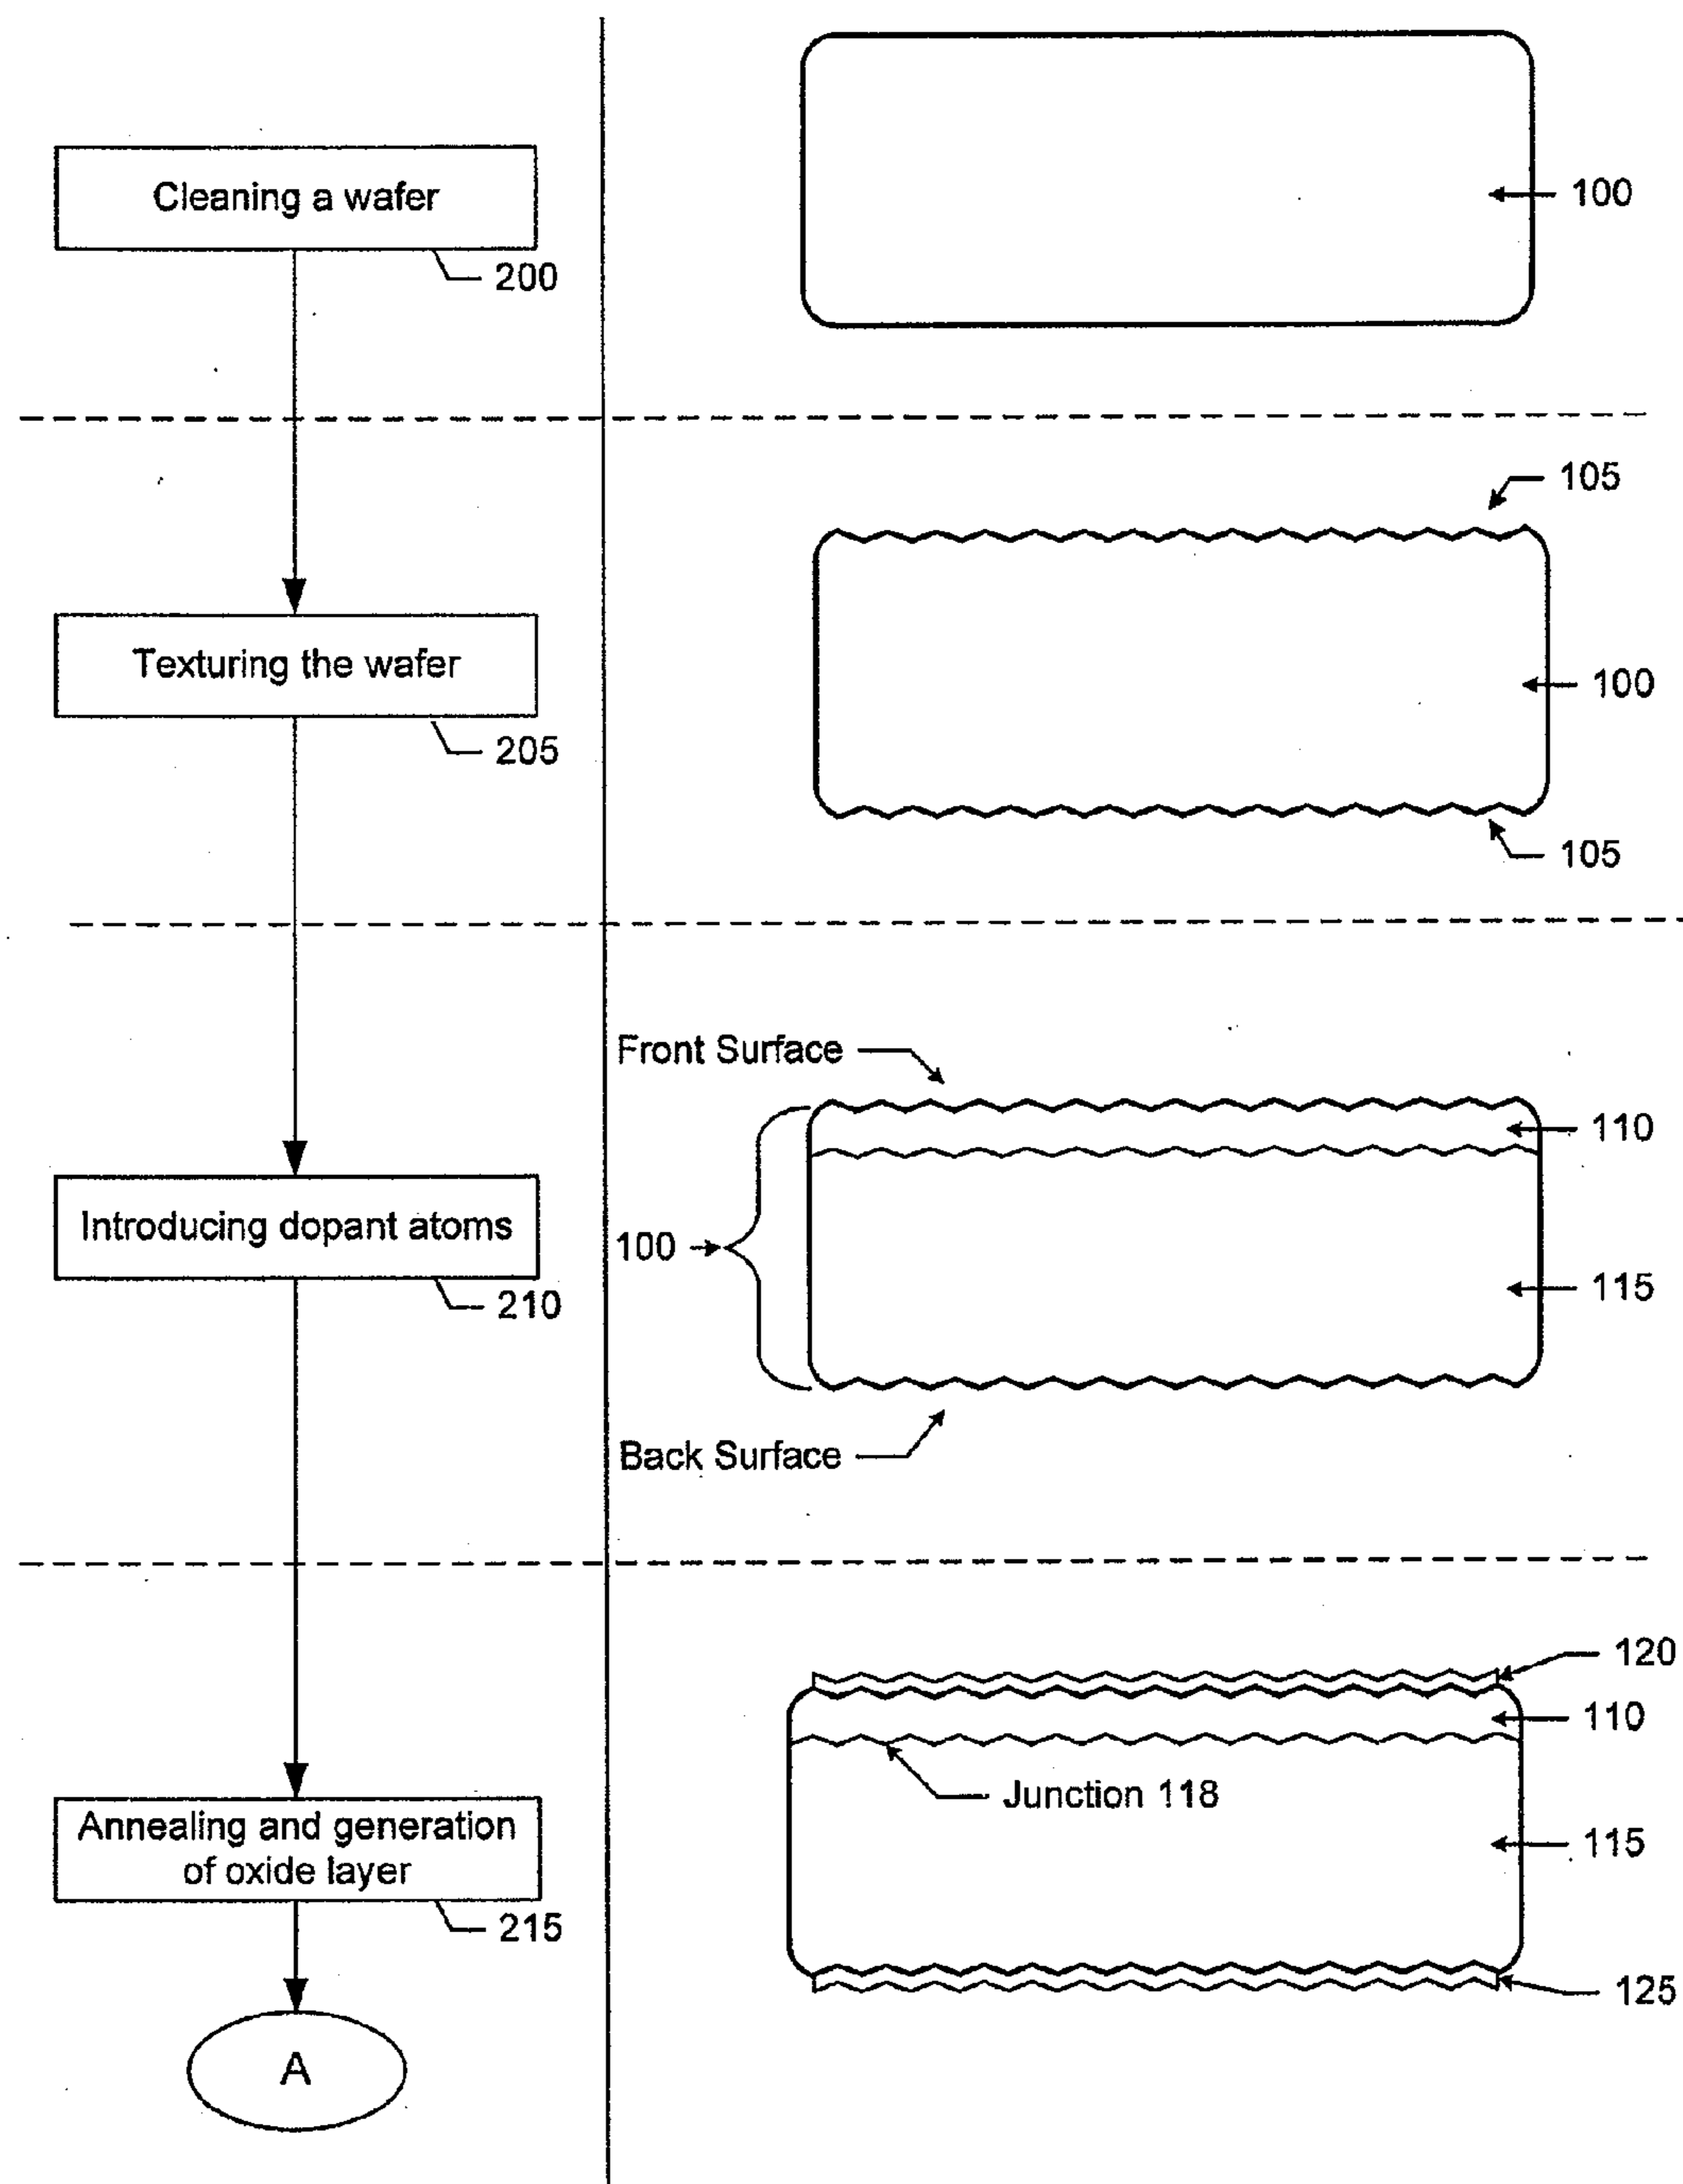 Cleaning a wafer
200
100
105
Texturing the wafer
100
205
105
Front Surface
110
Introducing dopant atoms
100
115
210
Back Surface
120
110
Junction 118
Annealing and generation
of oxide layer
115
215
125
A